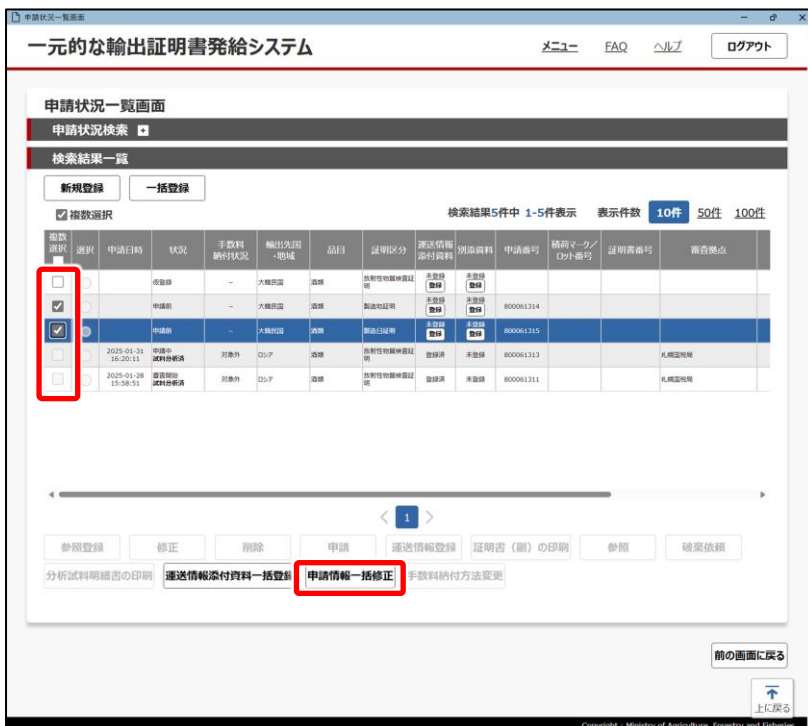 申請状況一覧画面
一元的な輸出証明書発給システム
メニュー FAQ ヘルプ ログアウト
申請状況一覧画面
申請状況検索 +
検索結果一覧
新規登録 一括登録
複数選択 検索結果5件中 1-5件表示 表示件数 10件 50件 100件
複数選択 選択 申請日時 状況 手数料納付状況 輸出先国・地域 品目 証明区分 運送情報添付資料 別添資料 申請番号 積荷マーク/ロット番号 証明書番号 審査拠点
仮登録 – 大韓民国 酒類 放射性物質検査証明 未登録 登録 未登録 登録
申請前 – 大韓民国 酒類 製造地証明 未登録 登録 未登録 登録 800061314
申請前 – 大韓民国 酒類 製造日証明 未登録 登録 未登録 登録 800061315
2025-01-31 16:20:11 申請中 試料分析済 対象外 ロシア 酒類 放射性物質検査証明 登録済 未登録 800061313 札幌国税局
2025-01-28 15:58:51 審査開始 試料分析済 対象外 ロシア 酒類 放射性物質検査証明 登録済 未登録 800061311 札幌国税局
< 1 >
参照登録 修正 削除 申請 運送情報登録 証明書（副）の印刷 参照 破棄依頼
分析試料明細書の印刷 運送情報添付資料一括登録 申請情報一括修正 手数料納付方法変更
前の画面に戻る
上に戻る
Copyright : Ministry of Agriculture, Forestry and Fisheries